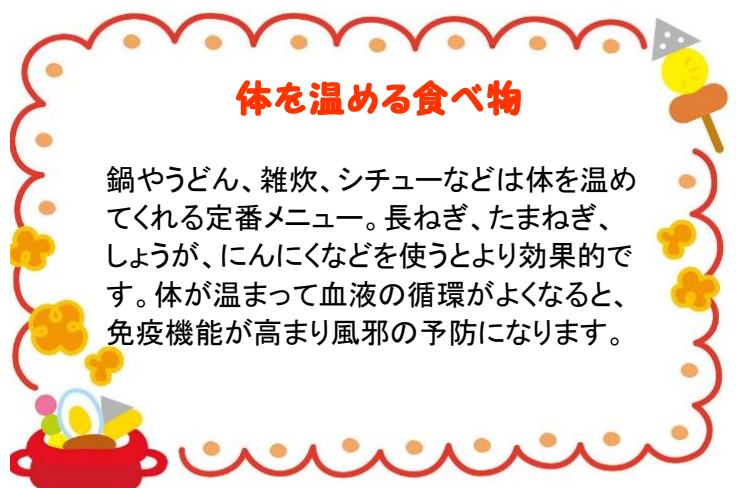 体を温める食べ物
鍋やうどん、雑炊、シチューなどは体を温め
てくれる定番メニュー。長ねぎ、たまねぎ、
しょうが、にんにくなどを使うとより効果的で
す。体が温まって血液の循環がよくなると、
免疫機能が高まり風邪の予防になります。